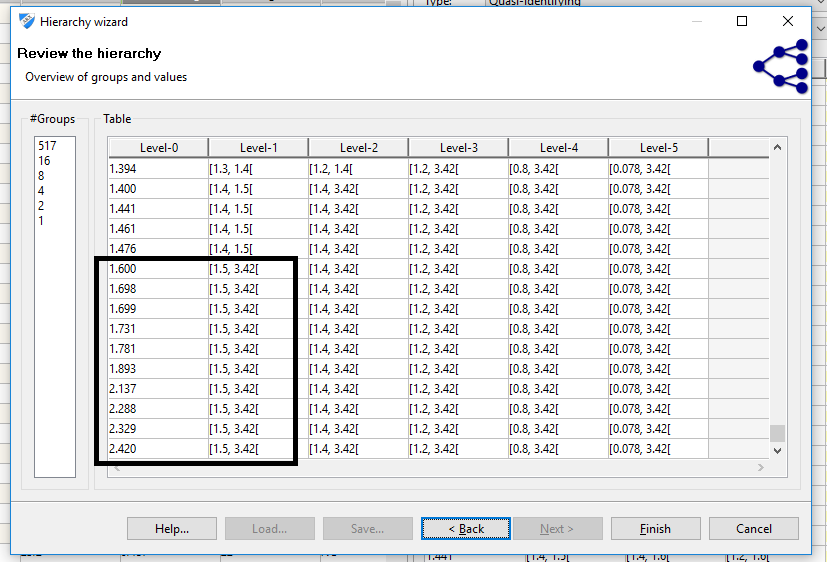 Type:
Quasi-identifying
Hierarchy wizard
Review the hierarchy
Overview of groups and values
#Groups
Table
517
16
8
4
2
1
Level-0 Level-1 Level-2 Level-3 Level-4 Level-5
1.394 [1.3, 1.4[ [1.2, 1.4[ [1.2, 3.42[ [0.8, 3.42[ [0.078, 3.42[
1.400 [1.4, 1.5[ [1.4, 3.42[ [1.2, 3.42[ [0.8, 3.42[ [0.078, 3.42[
1.441 [1.4, 1.5[ [1.4, 3.42[ [1.2, 3.42[ [0.8, 3.42[ [0.078, 3.42[
1.461 [1.4, 1.5[ [1.4, 3.42[ [1.2, 3.42[ [0.8, 3.42[ [0.078, 3.42[
1.476 [1.4, 1.5[ [1.4, 3.42[ [1.2, 3.42[ [0.8, 3.42[ [0.078, 3.42[
1.600 [1.5, 3.42[ [1.4, 3.42[ [1.2, 3.42[ [0.8, 3.42[ [0.078, 3.42[
1.698 [1.5, 3.42[ [1.4, 3.42[ [1.2, 3.42[ [0.8, 3.42[ [0.078, 3.42[
1.699 [1.5, 3.42[ [1.4, 3.42[ [1.2, 3.42[ [0.8, 3.42[ [0.078, 3.42[
1.731 [1.5, 3.42[ [1.4, 3.42[ [1.2, 3.42[ [0.8, 3.42[ [0.078, 3.42[
1.781 [1.5, 3.42[ [1.4, 3.42[ [1.2, 3.42[ [0.8, 3.42[ [0.078, 3.42[
1.893 [1.5, 3.42[ [1.4, 3.42[ [1.2, 3.42[ [0.8, 3.42[ [0.078, 3.42[
2.137 [1.5, 3.42[ [1.4, 3.42[ [1.2, 3.42[ [0.8, 3.42[ [0.078, 3.42[
2.288 [1.5, 3.42[ [1.4, 3.42[ [1.2, 3.42[ [0.8, 3.42[ [0.078, 3.42[
2.329 [1.5, 3.42[ [1.4, 3.42[ [1.2, 3.42[ [0.8, 3.42[ [0.078, 3.42[
2.420 [1.5, 3.42[ [1.4, 3.42[ [1.2, 3.42[ [0.8, 3.42[ [0.078, 3.42[
Help... Load... Save... < Back Next > Finish Cancel
1.441 [1.4, 1.5[ [1.4, 1.6[ [1.2, 1.6[